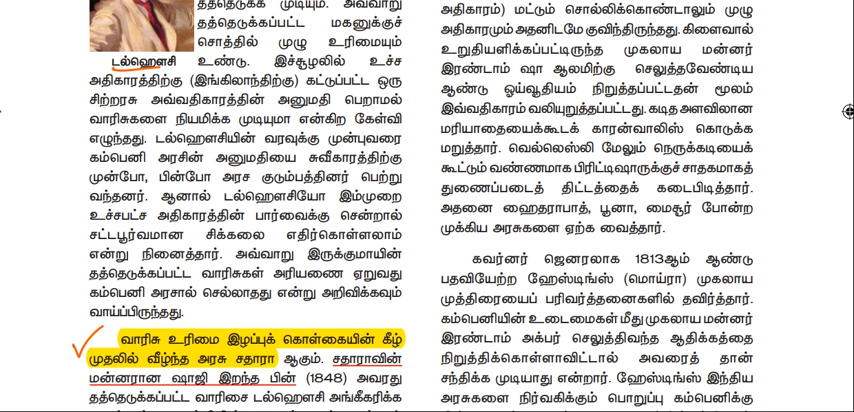 தத்தெடுக்க முடியும். அவ்வாறு
தத்தெடுக்கப்பட்ட மகனுக்குச்
சொத்தில் முழு உரிமையும்
டல்ஹௌசி
உண்டு. இச்சூழலில் உச்ச
அதிகாரத்திற்கு (இங்கிலாந்திற்கு) கட்டுப்பட்ட ஒரு
சிற்றரசு அவ்வதிகாரத்தின் அனுமதி பெறாமல்
வாரிசுகளை நியமிக்க முடியுமா என்கிற கேள்வி
எழுந்தது. டல்ஹௌசியின் வரவுக்கு முன்புவரை
கம்பெனி அரசின் அனுமதியை சுவீகாரத்திற்கு
முன்போ, பின்போ அரச குடும்பத்தினர் பெற்று
வந்தனர். ஆனால் டல்ஹௌசியோ இம்முறை
உச்சபட்ச அதிகாரத்தின் பார்வைக்கு சென்றால்
சட்டபூர்வமான சிக்கலை எதிர்கொள்ளலாம்
என்று நினைத்தார். அவ்வாறு இருக்குமாயின்
தத்தெடுக்கப்பட்ட வாரிசுகள் அரியணை ஏறுவது
கம்பெனி அரசால் செல்லாதது என்று அறிவிக்கவும்
வாய்ப்பிருந்தது.
வாரிசு உரிமை இழப்புக் கொள்கையின் கீழ்
முதலில் வீழ்ந்த அரசு சதாரா ஆகும். சதாராவின்
மன்னரான ஷாஜி இறந்த பின் (1848) அவரது
தத்தெடுக்கப்பட்ட வாரிசை டல்ஹௌசி அங்கீகரிக்க
அதிகாரம்) மட்டும் சொல்லிக்கொண்டாலும் முழு
அதிகாரமும் அதனிடமே குவிந்திருந்தது. கிளைவால்
உறுதியளிக்கப்பட்டிருந்த முகலாய மன்னர்
இரண்டாம் ஷா ஆலமிற்கு செலுத்தவேண்டிய
ஆண்டு ஓய்வூதியம் நிறுத்தப்பட்டதன் மூலம்
இவ்வதிகாரம் வலியுறுத்தப்பட்டது. கடித அளவிலான
மரியாதையைக்கூடக் காரன்வாலிஸ் கொடுக்க
மறுத்தார். வெல்லெஸ்லி மேலும் நெருக்கடியைக்
கூட்டும் வண்ணமாக பிரிட்டிஷாருக்குச் சாதகமாகத்
துணைப்படைத் திட்டத்தைக் கடைபிடித்தார்.
அதனை ஹைதராபாத், பூனா, மைசூர் போன்ற
முக்கிய அரசுகளை ஏற்க வைத்தார்.
கவர்னர் ஜெனரலாக 1813ஆம் ஆண்டு
பதவியேற்ற ஹேஸ்டிங்ஸ் (மொய்ரா) முகலாய
முத்திரையைப் பரிவர்த்தனைகளில் தவிர்த்தார்.
கம்பெனியின் உடைமைகள் மீது முகலாய மன்னர்
இரண்டாம் அக்பர் செலுத்திவந்த ஆதிக்கத்தை
நிறுத்திக்கொள்ளாவிட்டால் அவரைத் தான்
சந்திக்க முடியாது என்றார். ஹேஸ்டிங்ஸ் இந்திய
அரசுகளை நிர்வகிக்கும் பொறுப்பு கம்பெனிக்கு